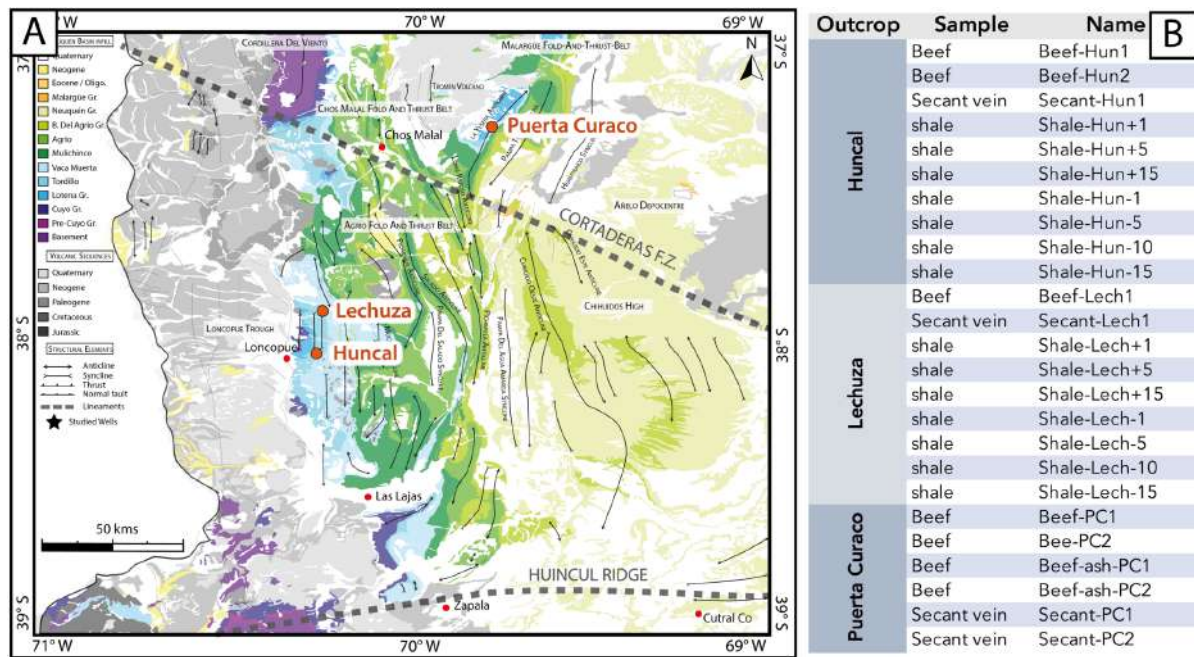 A
71°W
70°W
69°W
37°S
N
Quaternary
Neogene
Eocene / Oligo.
Malargüe Gr.
Neuquén Gr.
B. Del Agrio Gr.
Agrio
Mulichinco
Vaca Muerta
Tordillo
Lotena Gr.
Cuyo Gr.
Pre-Cuyo Gr.
Basement
Volcanic Sequences
Quaternary
Neogene
Paleogene
Cretaceous
Jurassic
Structural Elements
Anticline
Syncline
Thrust
Normal fault
Lineaments
Studied Wells
50 kms
Cordillera Del Viento
Malargüe Fold-And-Thrust-Belt
Tromen Volcano
Chos Malal Fold And Thrust Belt
Chos Malal
Puerta Curaco
Añelo Depocentre
Agrio Fold And Thrust Belt
CORTADERAS F.Z.
Chihuidos High
Lechuza
Loncopue Trough
Loncopue
Huncal
38°S
38°S
Las Lajas
HUINCUL RIDGE
Zapala
Cutral Co
39°S
39°S
71°W
70°W
69°W
B
Outcrop Sample Name
Huncal
Beef Beef-Hun1
Beef Beef-Hun2
Secant vein Secant-Hun1
shale Shale-Hun+1
shale Shale-Hun+5
shale Shale-Hun+15
shale Shale-Hun-1
shale Shale-Hun-5
shale Shale-Hun-10
shale Shale-Hun-15
Lechuza
Beef Beef-Lech1
Secant vein Secant-Lech1
shale Shale-Lech+1
shale Shale-Lech+5
shale Shale-Lech+15
shale Shale-Lech-1
shale Shale-Lech-5
shale Shale-Lech-10
shale Shale-Lech-15
Puerta Curaco
Beef Beef-PC1
Beef Bee-PC2
Beef Beef-ash-PC1
Beef Beef-ash-PC2
Secant vein Secant-PC1
Secant vein Secant-PC2